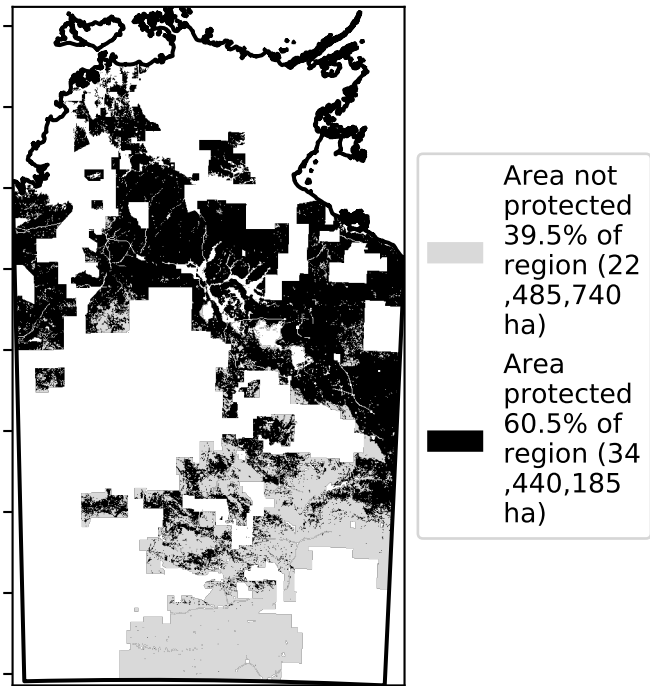 Area not
protected
39.5% of
region (22
,485,740
ha)
Area
protected
60.5% of
region (34
,440,185
ha)